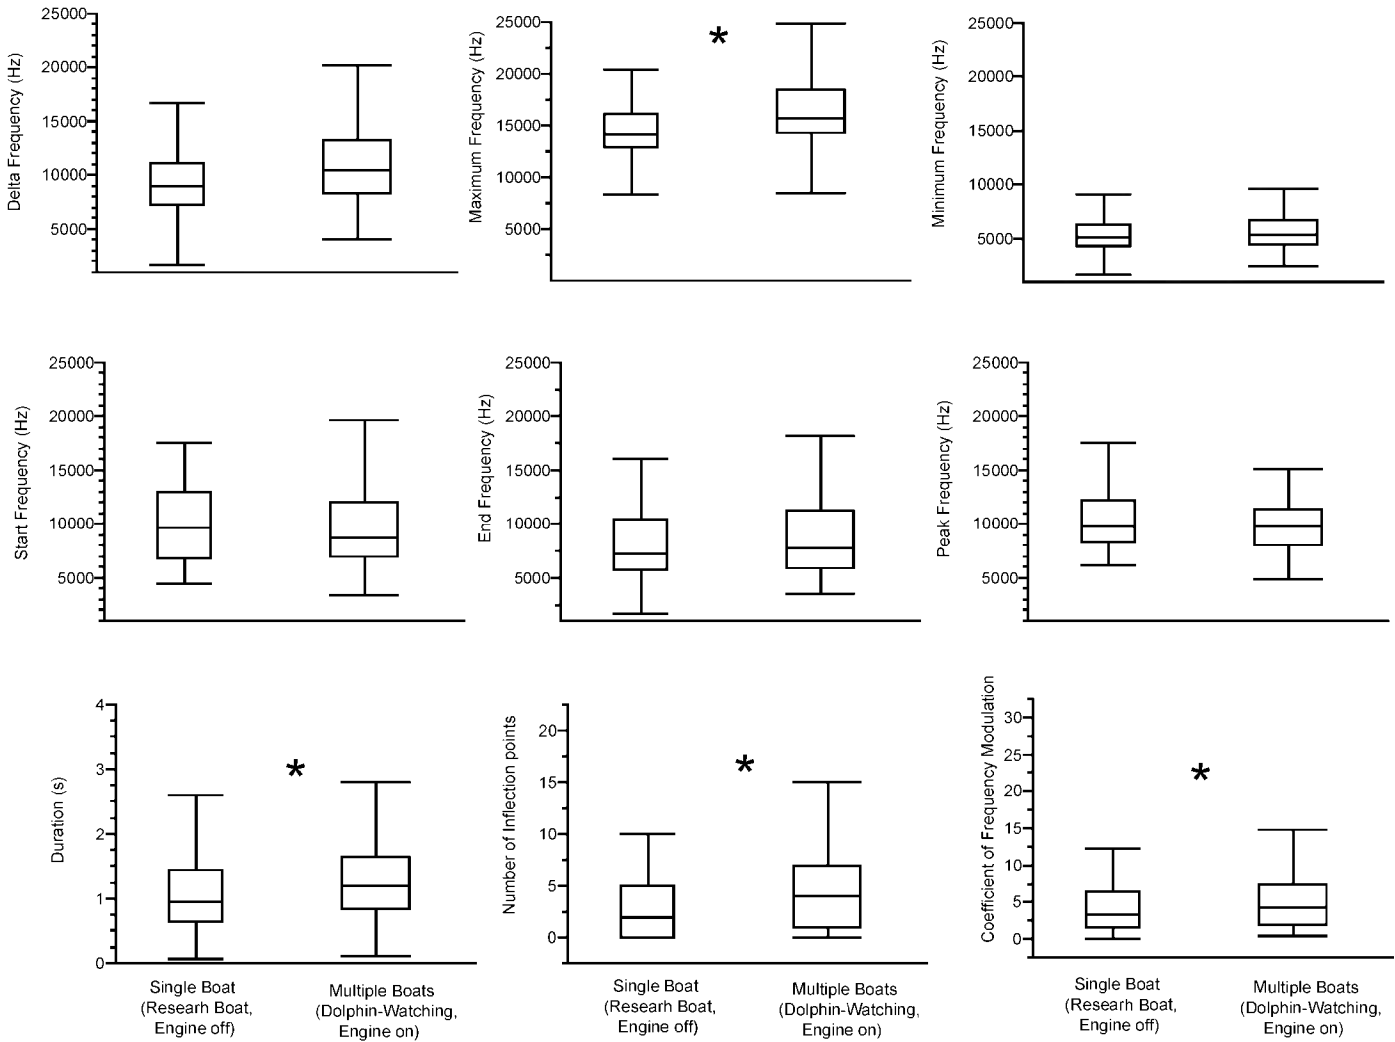 Delta Frequency (Hz)
25000
20000
15000
10000
5000
Maximum Frequency (Hz)
25000
20000
15000
10000
5000
*
Minimum Frequency (Hz)
25000
20000
15000
10000
5000
Start Frequency (Hz)
25000
20000
15000
10000
5000
End Frequency (Hz)
25000
20000
15000
10000
5000
Peak Frequency (Hz)
25000
20000
15000
10000
5000
Duration (s)
4
3
2
1
0
*
Single Boat
(Researh Boat,
Engine off)
Multiple Boats
(Dolphin-Watching,
Engine on)
Number of Inflection points
20
15
10
5
0
*
Single Boat
(Researh Boat,
Engine off)
Multiple Boats
(Dolphin-Watching,
Engine on)
Coefficient of Frequency Modulation
30
25
20
15
10
5
0
*
Single Boat
(Researh Boat,
Engine off)
Multiple Boats
(Dolphin-Watching,
Engine on)